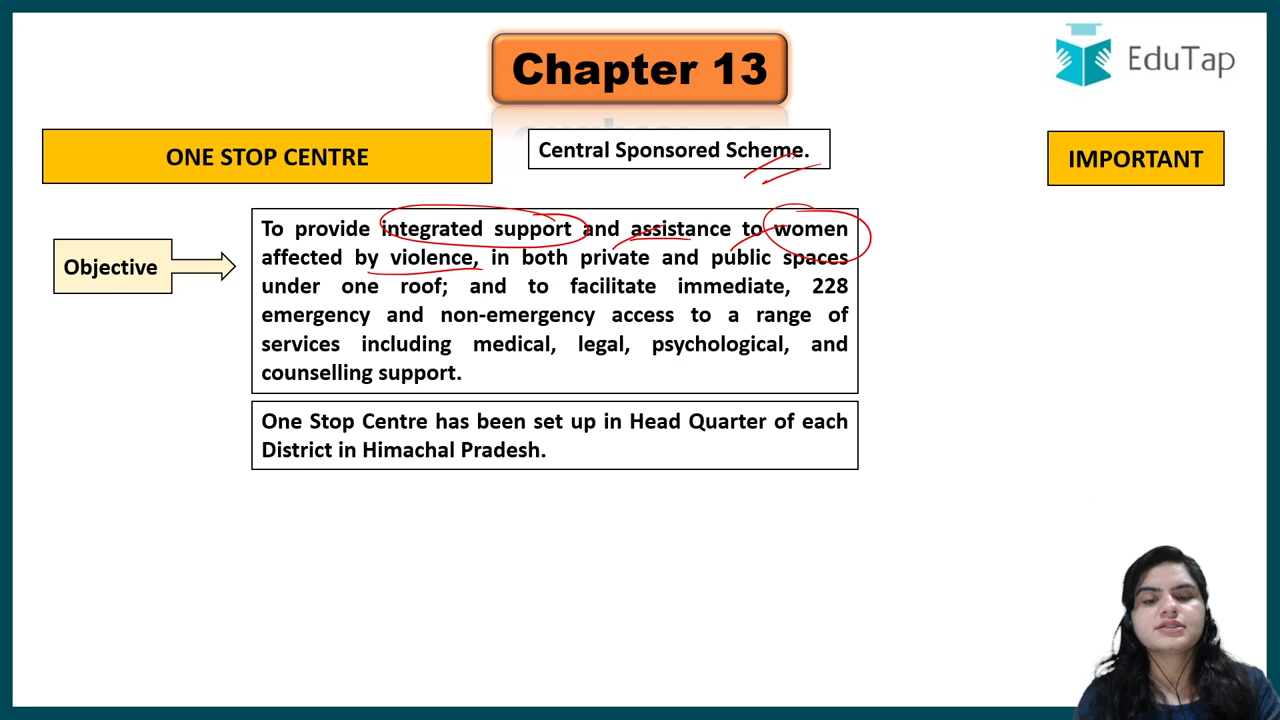 Chapter 13
EduTap
ONE STOP CENTRE
Central Sponsored Scheme.
IMPORTANT
Objective
To provide integrated support and assistance to women
affected by violence, in both private and public spaces
under one roof; and to facilitate immediate, 228
emergency and non-emergency access to a range of
services including medical, legal, psychological, and
counselling support.
One Stop Centre has been set up in Head Quarter of each
District in Himachal Pradesh.